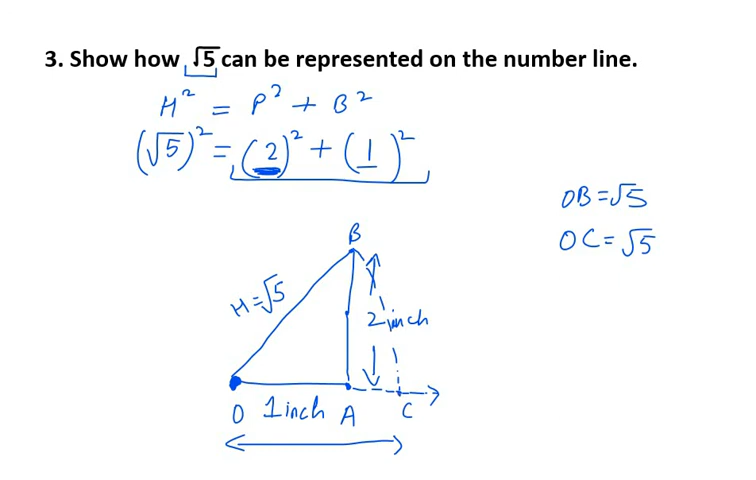 3. Show how √5 can be represented on the number line.
H² = P² + B²
(√5)² = (2)² + (1)²
OB = √5
OC = √5
B
H = √5
2 inch
O 1 inch A C